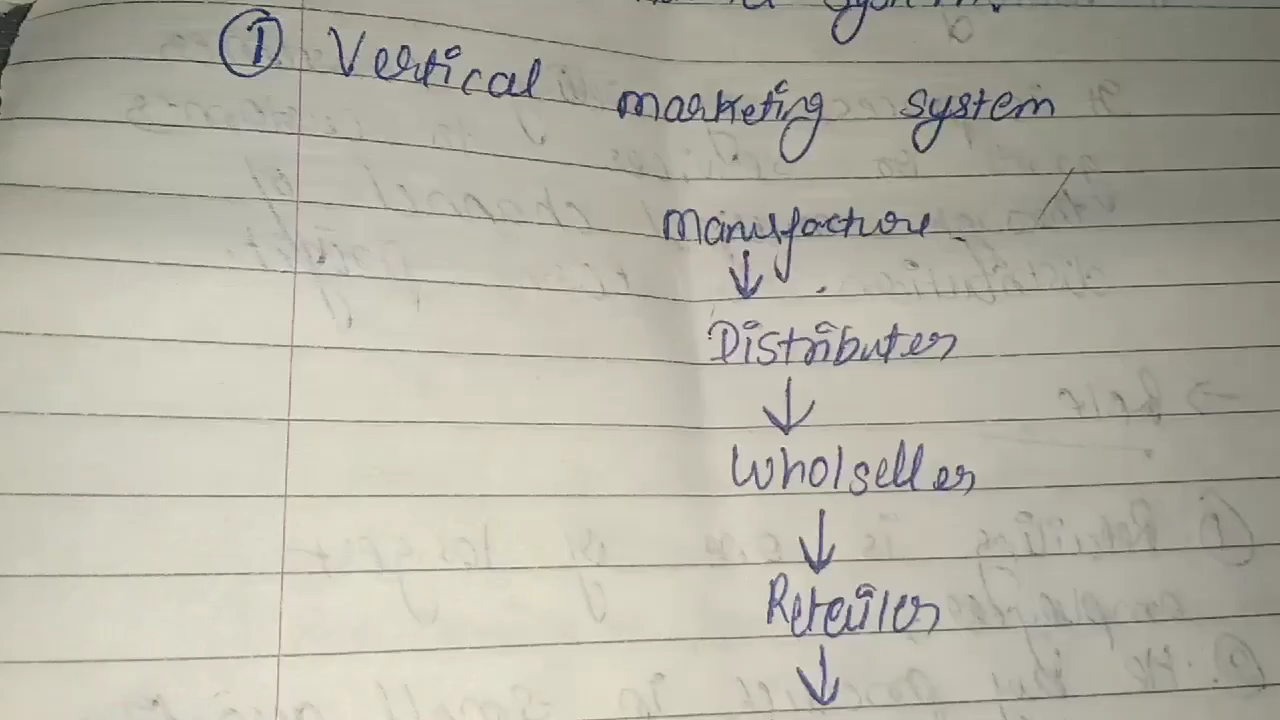 ① Vertical marketing system
Manufacture
↓
Distributer
↓
Wholseller
↓
Retailer
↓